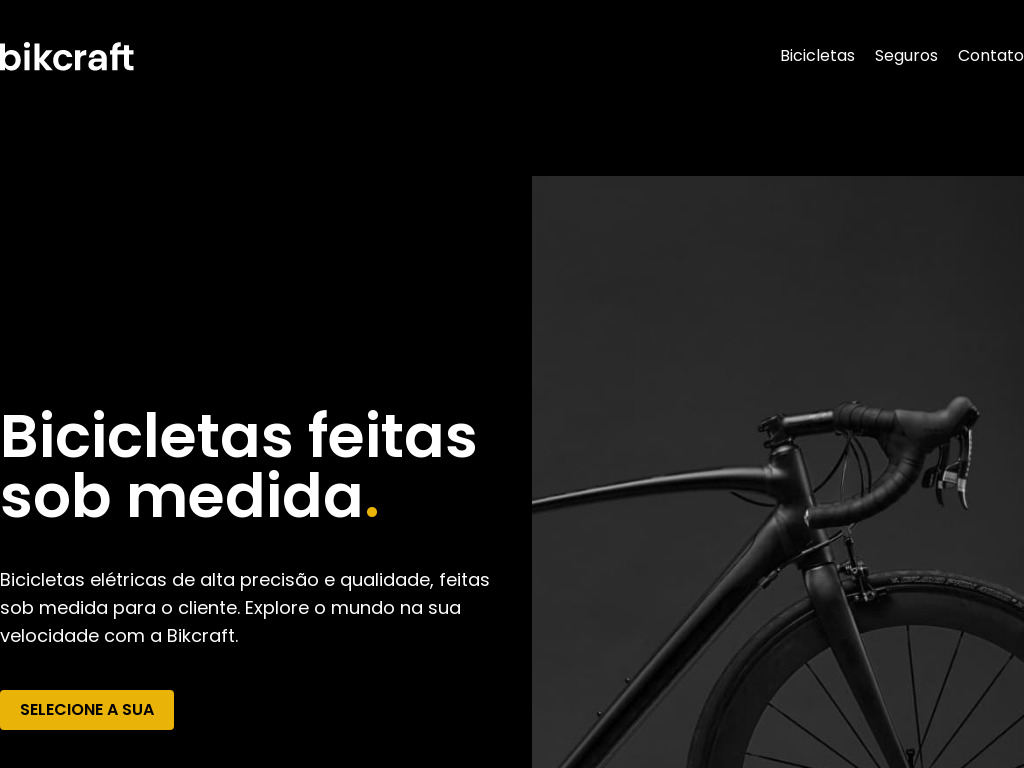 bikcraft
Bicicletas Seguros Contato
Bicicletas feitas
sob medida.
Bicicletas elétricas de alta precisão e qualidade, feitas
sob medida para o cliente. Explore o mundo na sua
velocidade com a Bikcraft.
SELECIONE A SUA